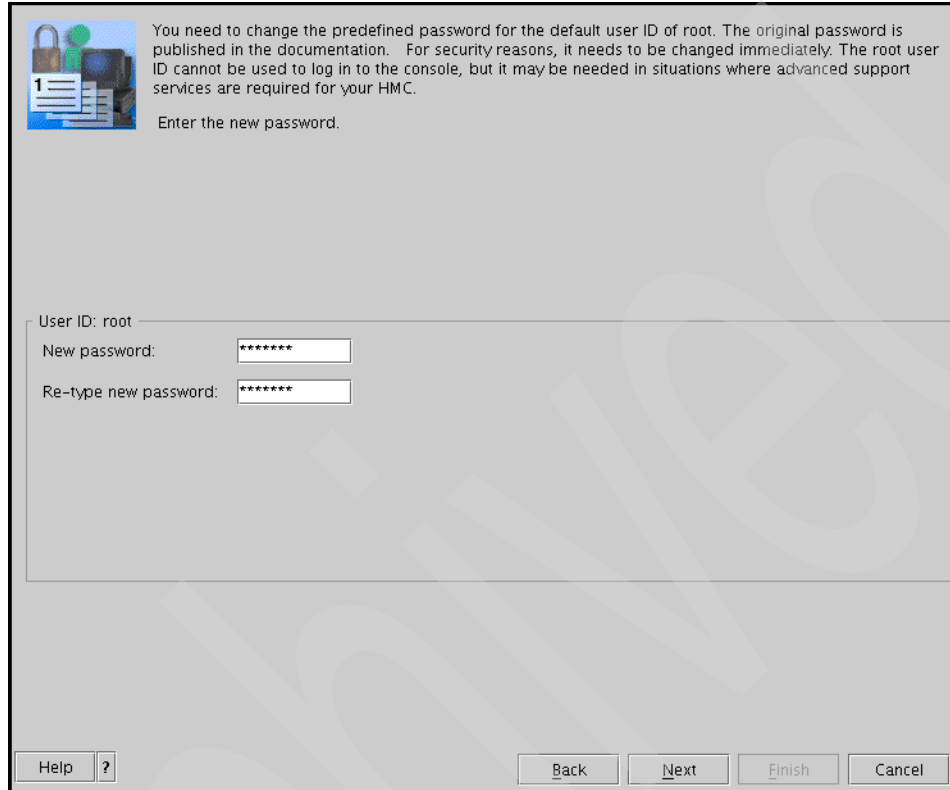 You need to change the predefined password for the default user ID of root. The original password is
published in the documentation.   For security reasons, it needs to be changed immediately. The root user
ID cannot be used to log in to the console, but it may be needed in situations where advanced support
services are required for your HMC.
Enter the new password.
1
User ID: root
New password: *******
Re-type new password: *******
Help ? Back Next Finish Cancel